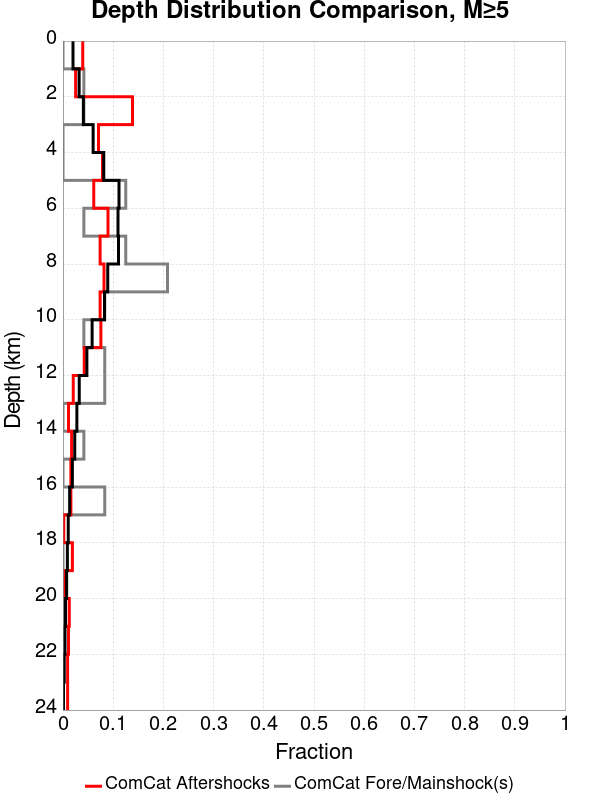 Depth Distribution Comparison, M≥5
0
2
4
6
8
10
12
14
16
18
20
22
24
Depth (km)
0 0.1 0.2 0.3 0.4 0.5 0.6 0.7 0.8 0.9 1
Fraction
ComCat Aftershocks ComCat Fore/Mainshock(s)